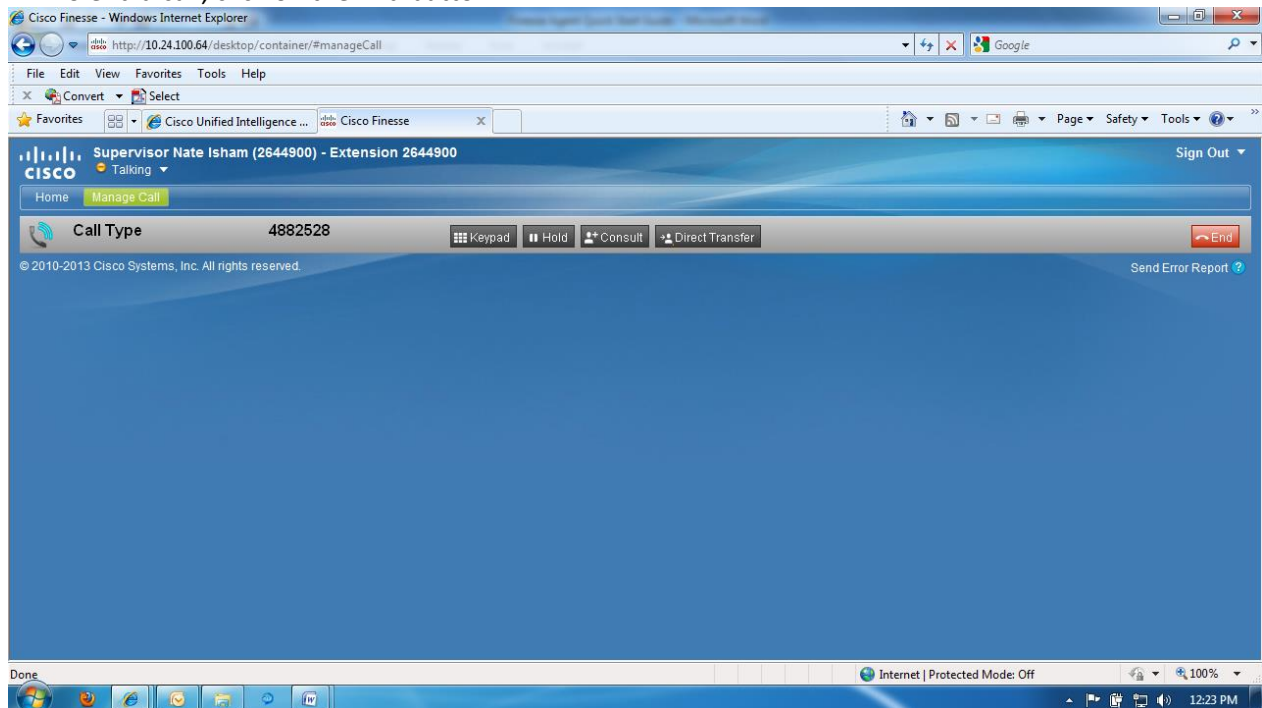 Cisco Finesse - Windows Internet Explorer
http://10.24.100.64/desktop/container/#manageCall
Google
File Edit View Favorites Tools Help
x Convert Select
Favorites Cisco Unified Intelligence ... Cisco Finesse x Page Safety Tools
CISCO
Supervisor Nate Isham (2644900) - Extension 2644900 Sign Out
Talking
Home Manage Call
Call Type 4882528 Keypad Hold Consult Direct Transfer End
© 2010-2013 Cisco Systems, Inc. All rights reserved. Send Error Report ?
Done Internet | Protected Mode: Off 100%
12:23 PM